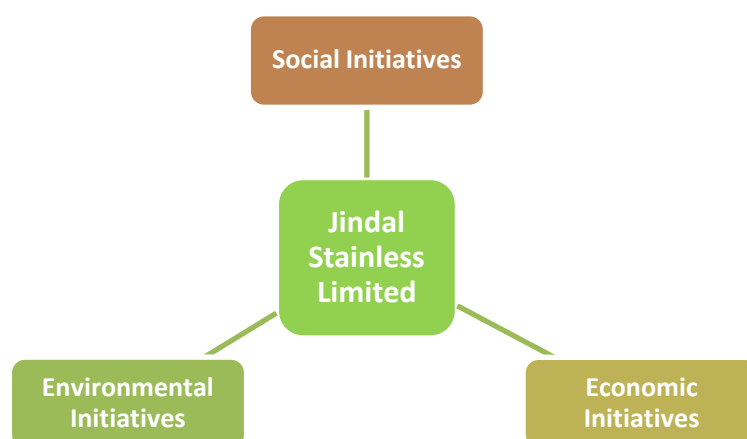 Social Initiatives
Jindal
Stainless
Limited
Environmental
Initiatives
Economic
Initiatives